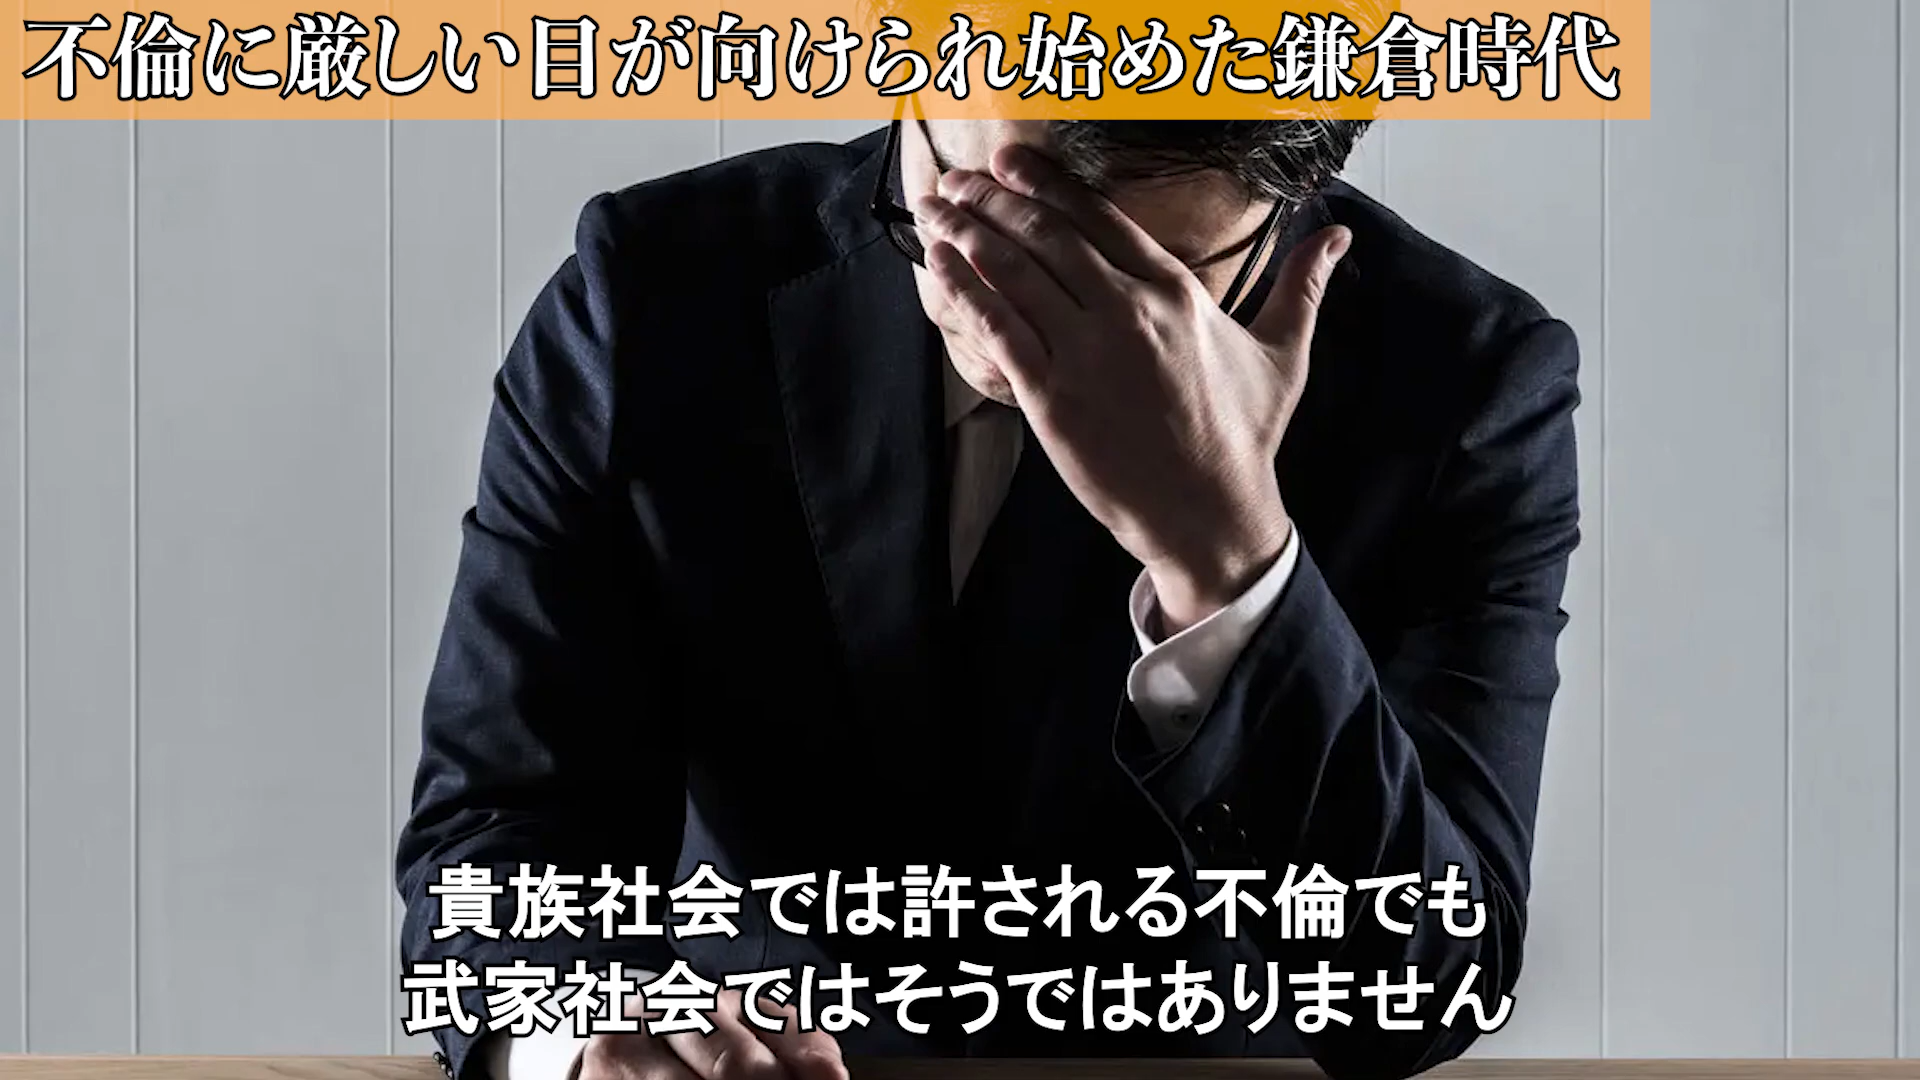 不倫に厳しい目が向けられ始めた鎌倉時代
貴族社会では許される不倫でも
武家社会ではそうではありません